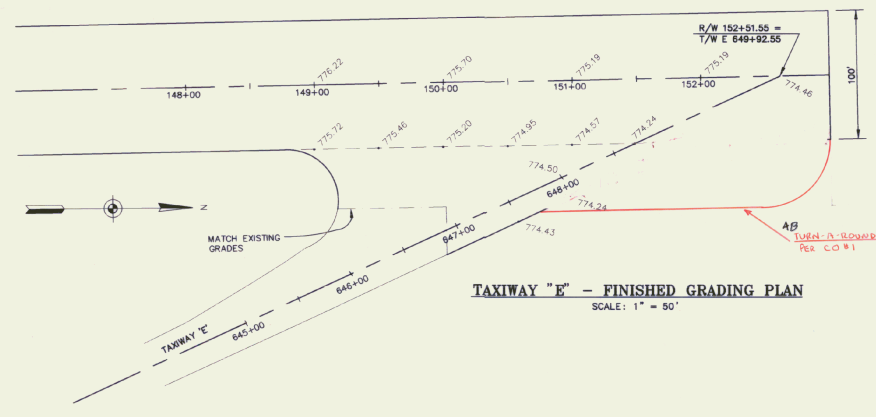 R/W 152+51.55 =
T/W E 649+92.55
776.22
775.70
775.19
775.19
774.46
100'
148+00
149+00
150+00
151+00
152+00
775.72
775.46
775.20
774.95
774.57
774.24
774.50
648+00
774.24
774.43
N
MATCH EXISTING
GRADES
647+00
646+00
645+00
TAXIWAY 'E'
AB
TURN-A-ROUND
PER CO #1
TAXIWAY "E" - FINISHED GRADING PLAN
SCALE: 1" = 50'